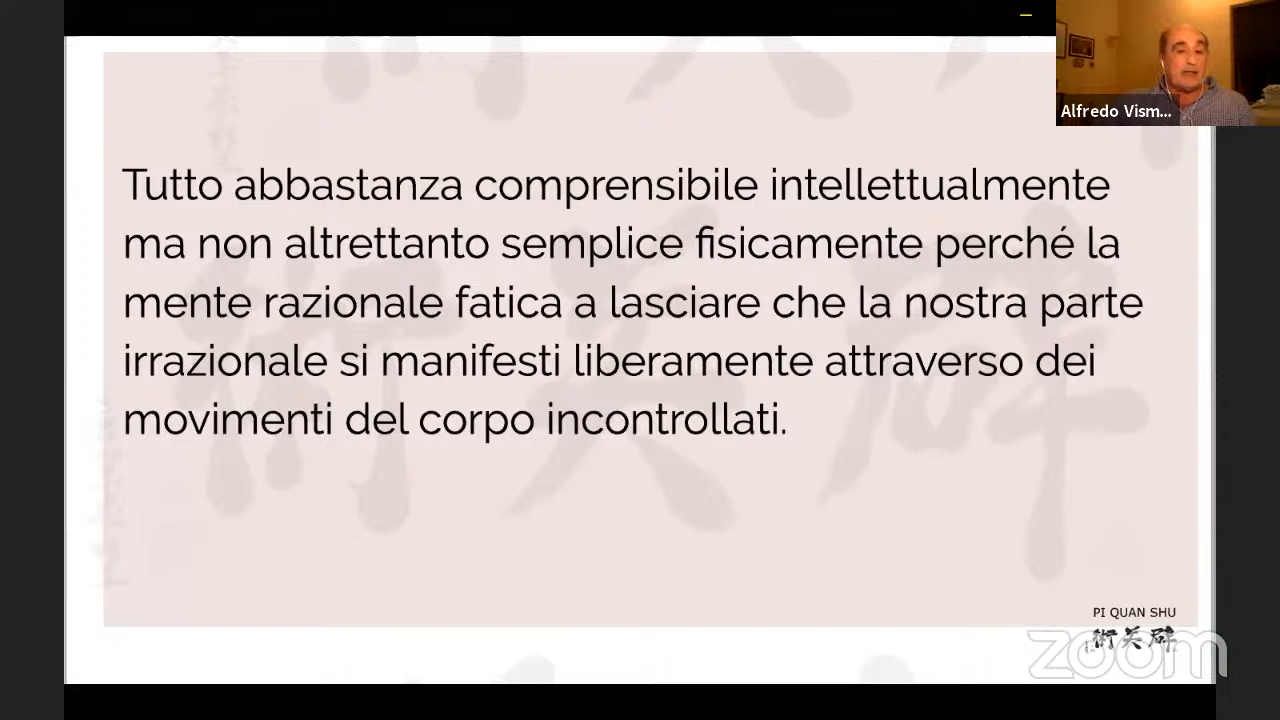 Alfredo Vism...
Tutto abbastanza comprensibile intellettualmente
ma non altrettanto semplice fisicamente perché la
mente razionale fatica a lasciare che la nostra parte
irrazionale si manifesti liberamente attraverso dei
movimenti del corpo incontrollati.
PI QUAN SHU
zoom